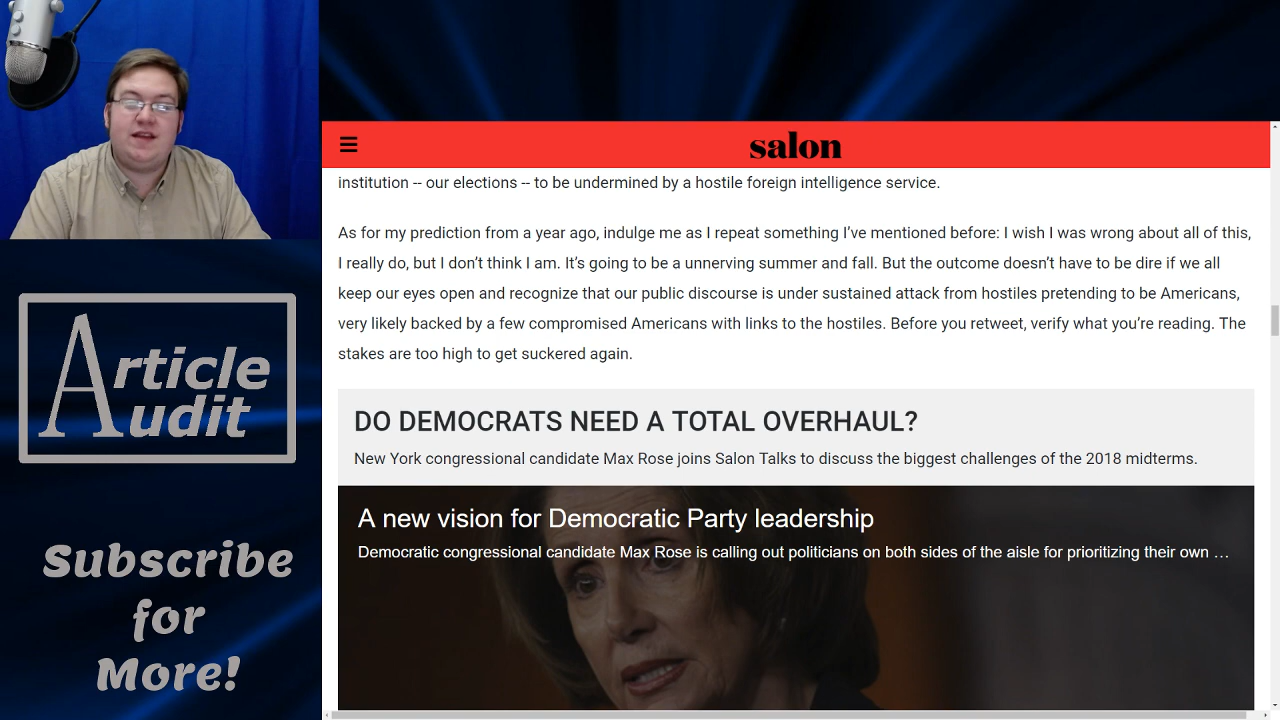 salon
institution -- our elections -- to be undermined by a hostile foreign intelligence service.
As for my prediction from a year ago, indulge me as I repeat something I've mentioned before: I wish I was wrong about all of this,
I really do, but I don't think I am. It's going to be a unnerving summer and fall. But the outcome doesn't have to be dire if we all
keep our eyes open and recognize that our public discourse is under sustained attack from hostiles pretending to be Americans,
very likely backed by a few compromised Americans with links to the hostiles. Before you retweet, verify what you're reading. The
stakes are too high to get suckered again.
DO DEMOCRATS NEED A TOTAL OVERHAUL?
New York congressional candidate Max Rose joins Salon Talks to discuss the biggest challenges of the 2018 midterms.
A new vision for Democratic Party leadership
Democratic congressional candidate Max Rose is calling out politicians on both sides of the aisle for prioritizing their own …
Article
Audit
Subscribe
for
More!